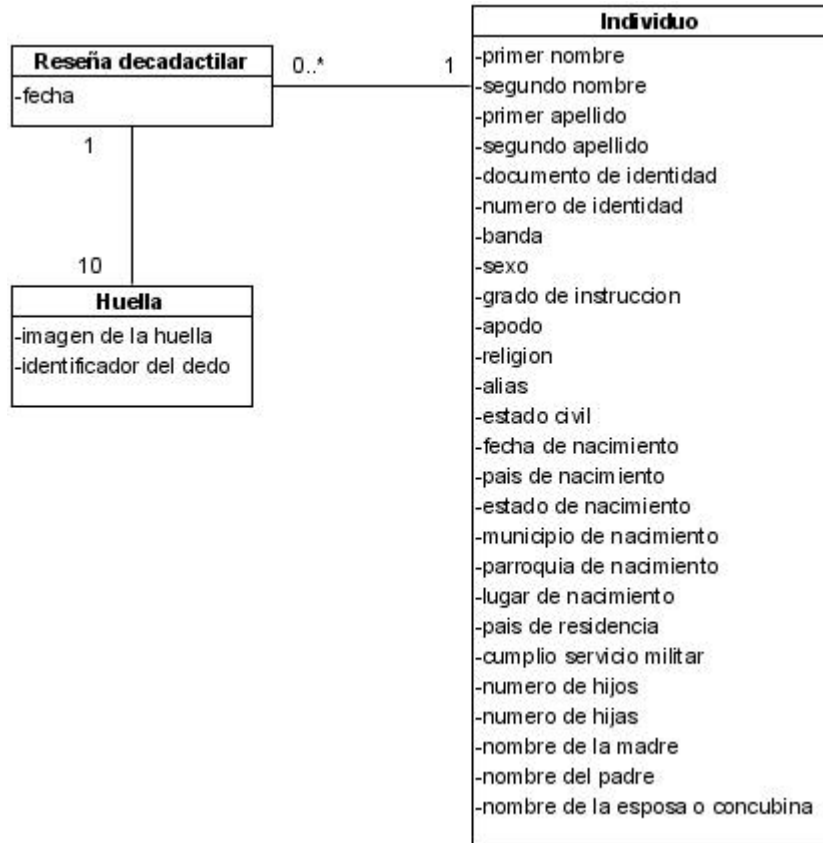 Reseña decadactilar
-fecha
0..*
1
1
10
Huella
-imagen de la huella
-identificador del dedo
Individuo
-primer nombre
-segundo nombre
-primer apellido
-segundo apellido
-documento de identidad
-numero de identidad
-banda
-sexo
-grado de instruccion
-apodo
-religion
-alias
-estado civil
-fecha de nacimiento
-pais de nacimiento
-estado de nacimiento
-municipio de nacimiento
-parroquia de nacimiento
-lugar de nacimiento
-pais de residencia
-cumplio servicio militar
-numero de hijos
-numero de hijas
-nombre de la madre
-nombre del padre
-nombre de la esposa o concubina